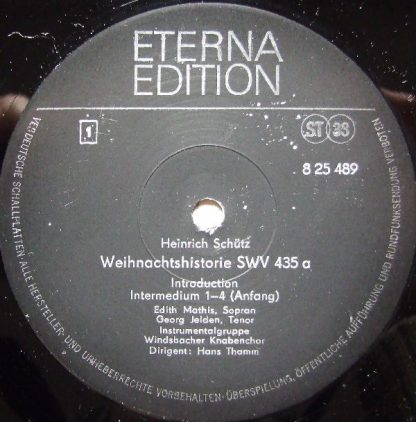 ETERNA
EDITION
1
ST 33
8 25 489
Heinrich Schütz
Weihnachtshistorie SWV 435 a
Introduction
Intermedium 1–4 (Anfang)
Edith Mathis, Sopran
Georg Jelden, Tenor
Instrumentalgruppe
Windsbacher Knabenchor
Dirigent: Hans Thamm
VEB DEUTSCHE SCHALLPLATTEN · ALLE HERSTELLER- UND URHEBERRECHTE VORBEHALTEN · ÜBERSPIELUNG, ÖFFENTLICHE AUFFÜHRUNG UND RUNDFUNKSENDUNG VERBOTEN